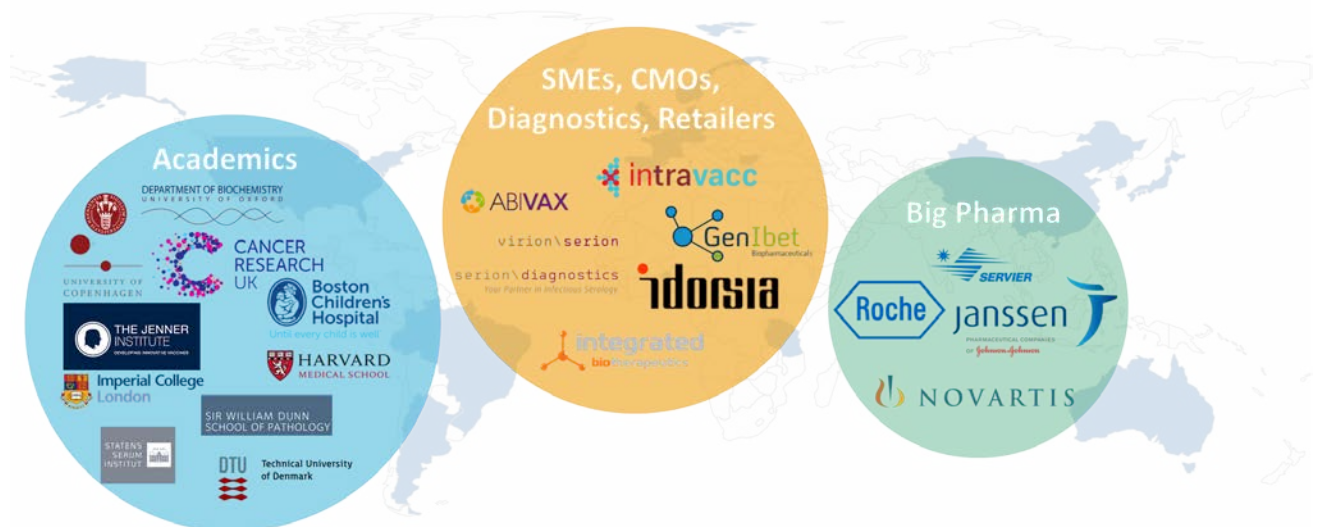 Academics
DEPARTMENT OF BIOCHEMISTRY
UNIVERSITY OF OXFORD
UNIVERSITY OF
COPENHAGEN
CANCER
RESEARCH
UK
Boston
Children's
Hospital
Until every child is well
THE JENNER
INSTITUTE
DEVELOPING INNOVATIVE VACCINES
HARVARD
MEDICAL SCHOOL
Imperial College
London
SIR WILLIAM DUNN
SCHOOL OF PATHOLOGY
STATENS
SERUM
INSTITUT
DTU
Technical University
of Denmark
SMEs, CMOs,
Diagnostics, Retailers
intravacc
ABIVAX
virion\serion
GenIbet
Biopharmaceuticals
serion\diagnostics
Your Partner in Infectious Serology
idorsia
integrated
biotherapeutics
Big Pharma
SERVIER
Roche
janssen
PHARMACEUTICAL COMPANIES
OF Johnson & Johnson
NOVARTIS